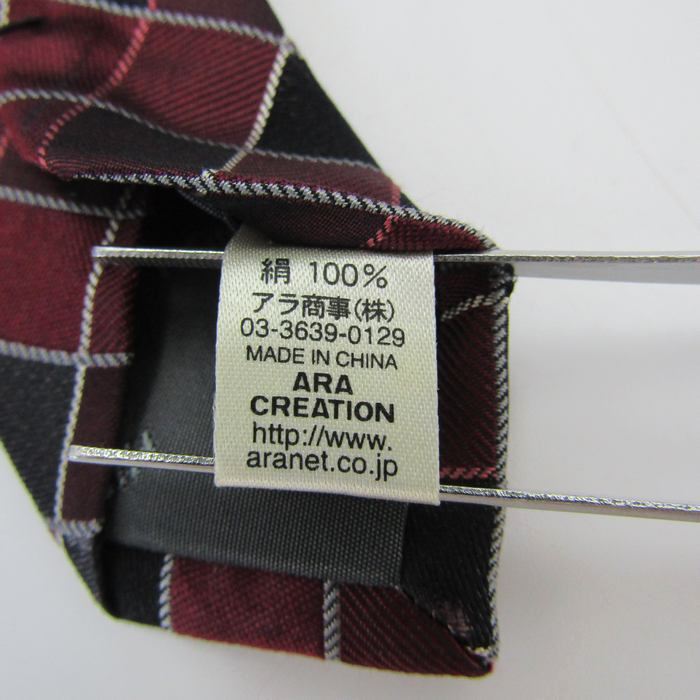 絹 100%
アラ商事(株)
03-3639-0129
MADE IN CHINA
ARA
CREATION
http://www.
aranet.co.jp